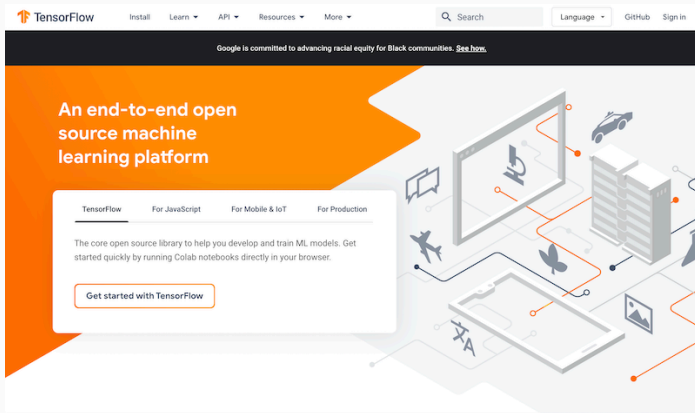 TensorFlow Install Learn API Resources More Search Language GitHub Sign in
Google is committed to advancing racial equity for Black communities. See how.
An end-to-end open
source machine
learning platform
TensorFlow For JavaScript For Mobile & IoT For Production
The core open source library to help you develop and train ML models. Get
started quickly by running Colab notebooks directly in your browser.
Get started with TensorFlow
文A